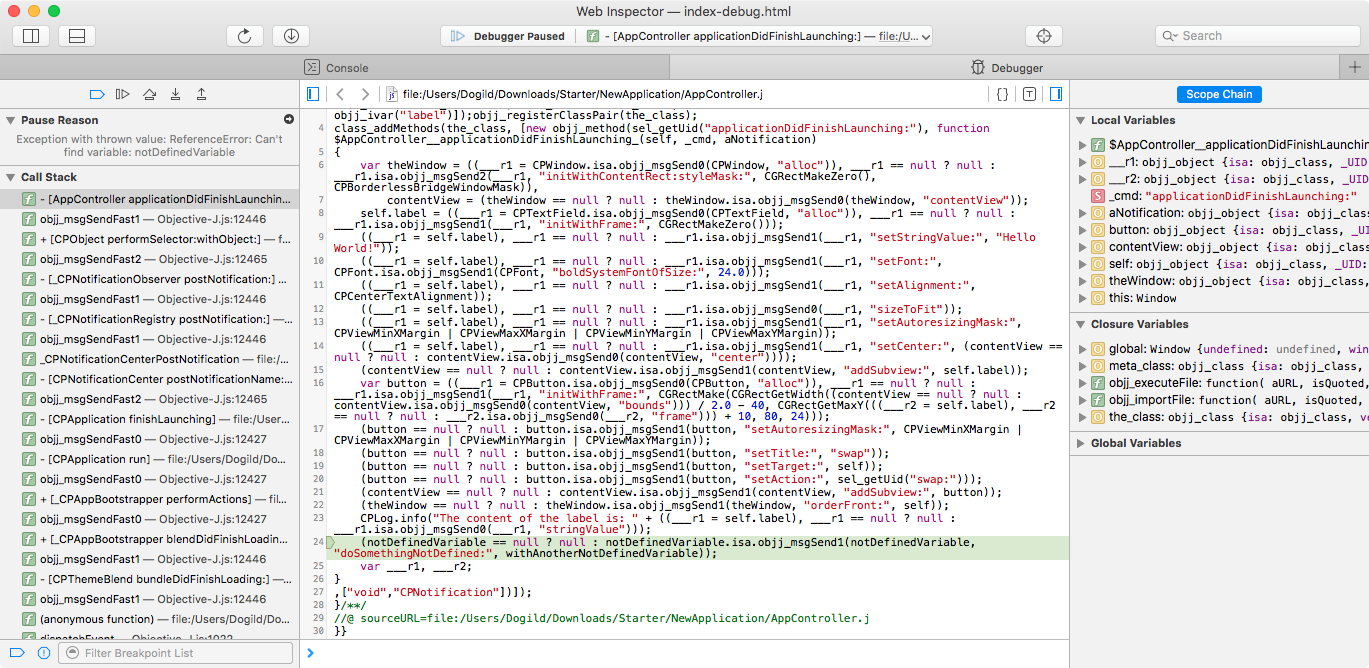 Web Inspector — index-debug.html
Debugger Paused
f - [AppController applicationDidFinishLaunching:] — file:/U...
Search
Console
Debugger
file:/Users/Dogild/Downloads/Starter/NewApplication/AppController.j
{}
T
Scope Chain
Pause Reason
Exception with thrown value: ReferenceError: Can't
find variable: notDefinedVariable
Call Stack
f - [AppController applicationDidFinishLaunchin...
f objj_msgSendFast1 — Objective-J.js:12446
f + [CPObject performSelector:withObject:] — f...
f objj_msgSendFast2 — Objective-J.js:12465
f - [_CPNotificationObserver postNotification:] ...
f objj_msgSendFast1 — Objective-J.js:12446
f - [_CPNotificationRegistry postNotification:] —...
f objj_msgSendFast1 — Objective-J.js:12446
f _CPNotificationCenterPostNotification — file:/...
f - [CPNotificationCenter postNotificationName:...
f objj_msgSendFast2 — Objective-J.js:12465
f - [CPApplication finishLaunching] — file:/User...
f objj_msgSendFast0 — Objective-J.js:12427
f - [CPApplication run] — file:/Users/Dogild/Do...
f objj_msgSendFast0 — Objective-J.js:12427
f + [_CPAppBootstrapper performActions] — fil...
f objj_msgSendFast0 — Objective-J.js:12427
f + [_CPAppBootstrapper blendDidFinishLoadin...
f objj_msgSendFast1 — Objective-J.js:12446
f - [CPThemeBlend bundleDidFinishLoading:] —...
f objj_msgSendFast1 — Objective-J.js:12446
f (anonymous function) — file:/Users/Dogild/Do...
f dispatchEvent — Objective-J.js:1022
Filter Breakpoint List
objj_ivar("label")]);objj_registerClassPair(the_class);
4 class_addMethods(the_class, [new objj_method(sel_getUid("applicationDidFinishLaunching:"), function
$AppController__applicationDidFinishLaunching_(self, _cmd, aNotification)
5 {
6 var theWindow = ((___r1 = CPWindow.isa.objj_msgSend0(CPWindow, "alloc")), ___r1 == null ? null :
___r1.isa.objj_msgSend2(___r1, "initWithContentRect:styleMask:", CGRectMakeZero(),
CPBorderlessBridgeWindowMask)),
7 contentView = (theWindow == null ? null : theWindow.isa.objj_msgSend0(theWindow, "contentView"));
8 self.label = ((___r1 = CPTextField.isa.objj_msgSend0(CPTextField, "alloc")), ___r1 == null ? null :
___r1.isa.objj_msgSend1(___r1, "initWithFrame:", CGRectMakeZero()));
9 ((___r1 = self.label), ___r1 == null ? null : ___r1.isa.objj_msgSend1(___r1, "setStringValue:", "Hello
World!"));
10 ((___r1 = self.label), ___r1 == null ? null : ___r1.isa.objj_msgSend1(___r1, "setFont:",
CPFont.isa.objj_msgSend1(CPFont, "boldSystemFontOfSize:", 24.0)));
11 ((___r1 = self.label), ___r1 == null ? null : ___r1.isa.objj_msgSend1(___r1, "setAlignment:",
CPCenterTextAlignment));
12 ((___r1 = self.label), ___r1 == null ? null : ___r1.isa.objj_msgSend0(___r1, "sizeToFit"));
13 ((___r1 = self.label), ___r1 == null ? null : ___r1.isa.objj_msgSend1(___r1, "setAutoresizingMask:",
CPViewMinXMargin | CPViewMaxXMargin | CPViewMinYMargin | CPViewMaxYMargin));
14 ((___r1 = self.label), ___r1 == null ? null : ___r1.isa.objj_msgSend1(___r1, "setCenter:", (contentView ==
null ? null : contentView.isa.objj_msgSend0(contentView, "center"))));
15 (contentView == null ? null : contentView.isa.objj_msgSend1(contentView, "addSubview:", self.label));
16 var button = ((___r1 = CPButton.isa.objj_msgSend0(CPButton, "alloc")), ___r1 == null ? null :
___r1.isa.objj_msgSend1(___r1, "initWithFrame:", CGRectMake(CGRectGetWidth((contentView == null ? null :
contentView.isa.objj_msgSend0(contentView, "bounds"))) / 2.0 - 40, CGRectGetMaxY(((___r2 = self.label), ___r2
== null ? null : ___r2.isa.objj_msgSend0(___r2, "frame"))) + 10, 80, 24)));
17 (button == null ? null : button.isa.objj_msgSend1(button, "setAutoresizingMask:", CPViewMinXMargin |
CPViewMaxXMargin | CPViewMinYMargin | CPViewMaxYMargin));
18 (button == null ? null : button.isa.objj_msgSend1(button, "setTitle:", "swap"));
19 (button == null ? null : button.isa.objj_msgSend1(button, "setTarget:", self));
20 (button == null ? null : button.isa.objj_msgSend1(button, "setAction:", sel_getUid("swap:")));
21 (contentView == null ? null : contentView.isa.objj_msgSend1(contentView, "addSubview:", button));
22 (theWindow == null ? null : theWindow.isa.objj_msgSend1(theWindow, "orderFront:", self));
23 CPLog.info("The content of the label is: " + ((___r1 = self.label), ___r1 == null ? null :
___r1.isa.objj_msgSend0(___r1, "stringValue")));
24 (notDefinedVariable == null ? null : notDefinedVariable.isa.objj_msgSend1(notDefinedVariable,
"doSomethingNotDefined:", withAnotherNotDefinedVariable));
25 var ___r1, ___r2;
26 }
27 ,["void","CPNotification"])]);
28 }/**/
29 //@ sourceURL=file:/Users/Dogild/Downloads/Starter/NewApplication/AppController.j
30 }}
Local Variables
f $AppController__applicationDidFinishLaunchin
O ___r1: objj_object {isa: objj_class, _UID
O ___r2: objj_object {isa: objj_class, _UID
S _cmd: "applicationDidFinishLaunching:"
O aNotification: objj_object {isa: objj_clas
O button: objj_object {isa: objj_class, _UI
O contentView: objj_object {isa: objj_class
O self: objj_object {isa: objj_class, _UID:
O theWindow: objj_object {isa: objj_class,
O this: Window
Closure Variables
O global: Window {undefined: undefined, win
O meta_class: objj_class {isa: objj_class,
f objj_executeFile: function( aURL, isQuoted,
f objj_importFile: function( aURL, isQuoted,
O the_class: objj_class {isa: objj_class, ve
Global Variables